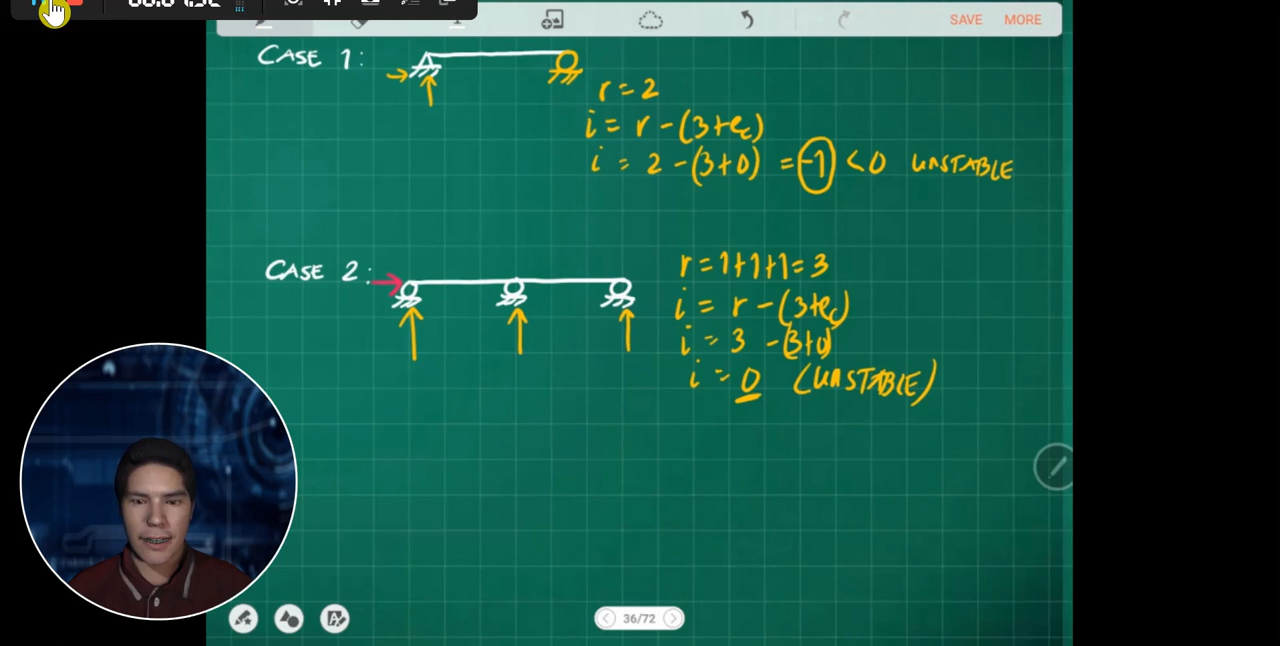 SAVE MORE
CASE 1:
r = 2
i = r - (3+ec)
i = 2 - (3+0) = -1 < 0 UNSTABLE
CASE 2:
r = 1+1+1 = 3
i = r - (3+ec)
i = 3 - (3+0)
i = 0 (UNSTABLE)
36/72